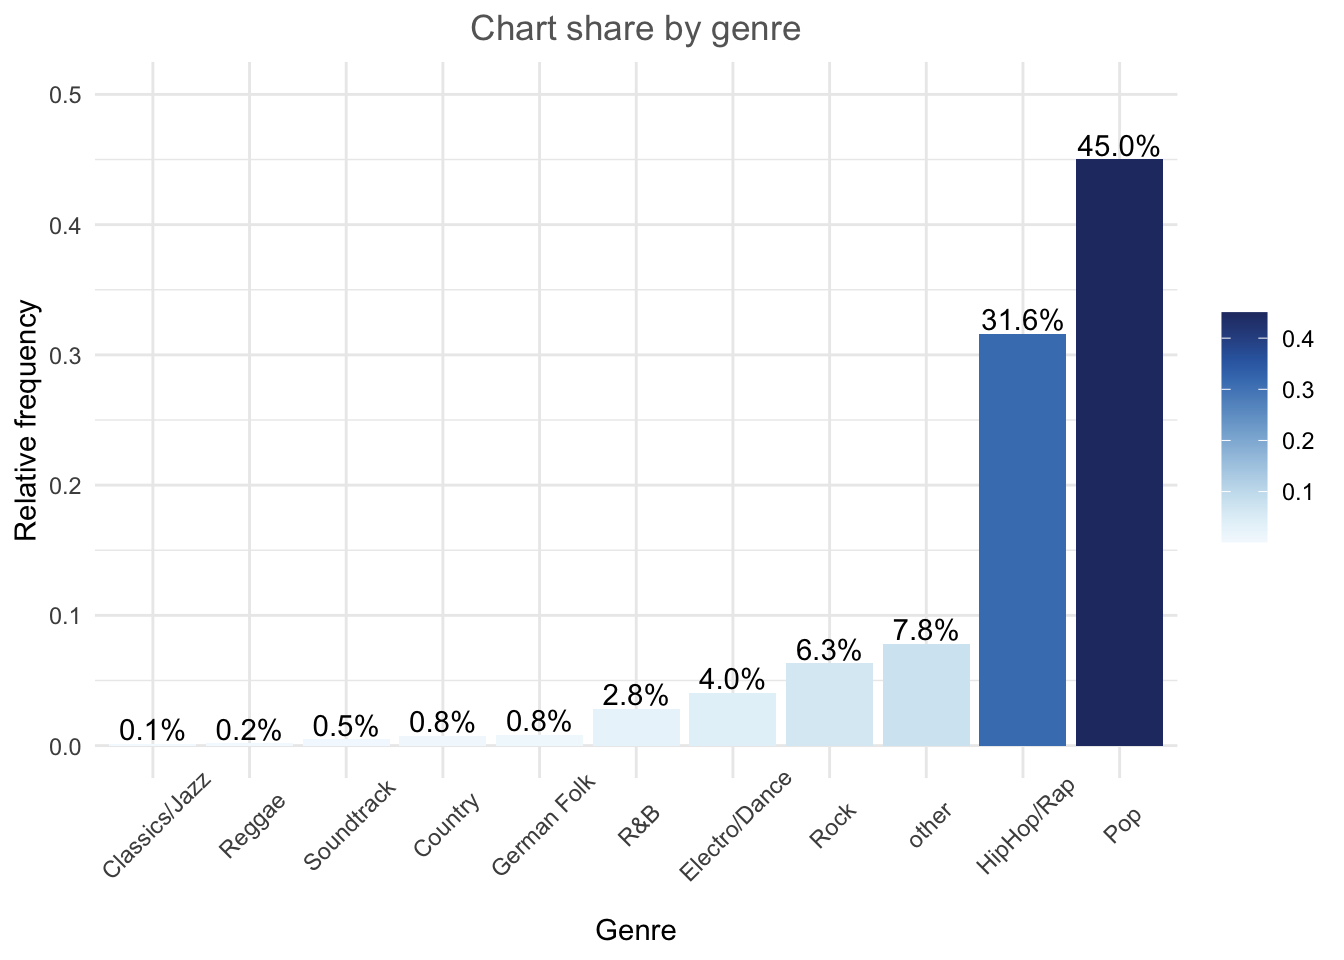 Chart share by genre
Relative frequency
0.5
0.4
0.3
0.2
0.1
0.0
0.1%
0.2%
0.5%
0.8%
0.8%
2.8%
4.0%
6.3%
7.8%
31.6%
45.0%
Classics/Jazz
Reggae
Soundtrack
Country
German Folk
R&B
Electro/Dance
Rock
other
HipHop/Rap
Pop
Genre
0.4
0.3
0.2
0.1